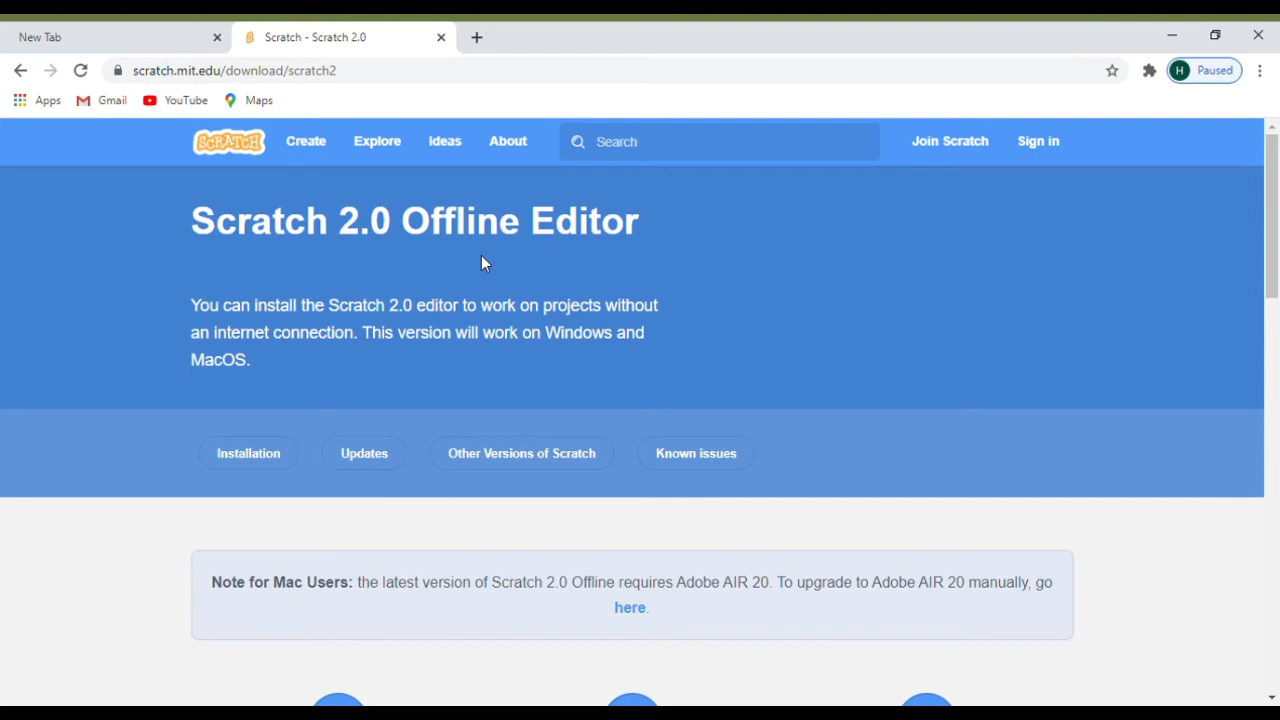 New Tab
Scratch - Scratch 2.0
scratch.mit.edu/download/scratch2
H Paused
Apps Gmail YouTube Maps
SCRATCH Create Explore Ideas About Search Join Scratch Sign in
Scratch 2.0 Offline Editor
You can install the Scratch 2.0 editor to work on projects without
an internet connection. This version will work on Windows and
MacOS.
Installation Updates Other Versions of Scratch Known issues
Note for Mac Users: the latest version of Scratch 2.0 Offline requires Adobe AIR 20. To upgrade to Adobe AIR 20 manually, go
here.